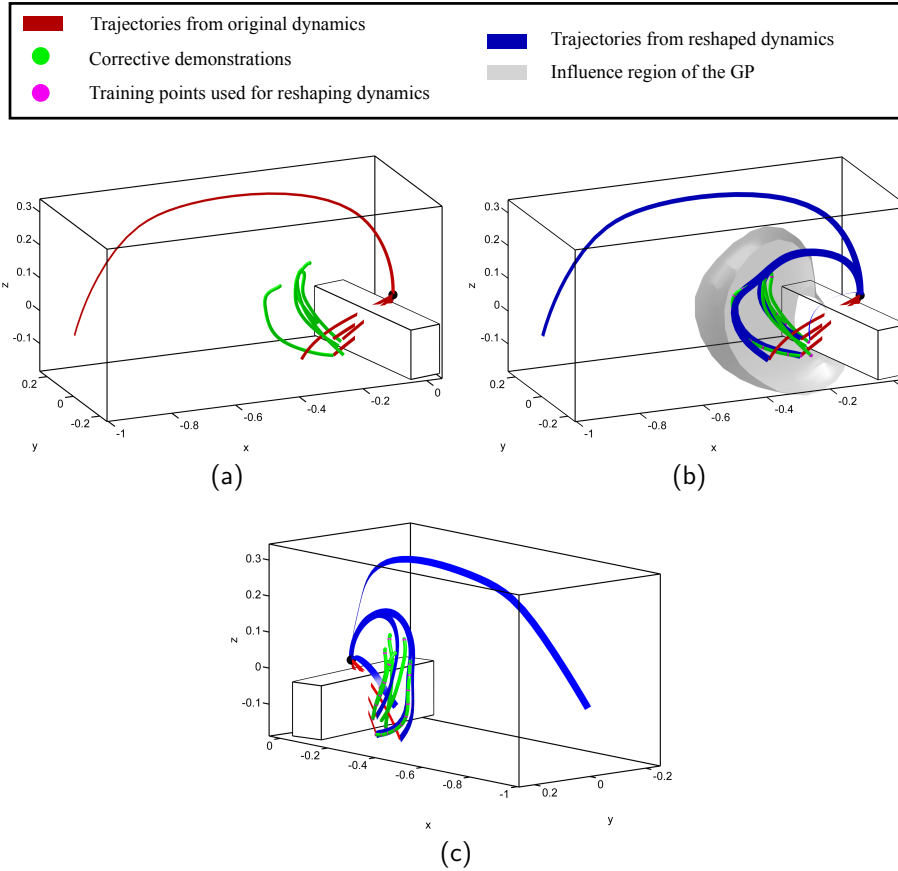 Trajectories from original dynamics
Corrective demonstrations
Training points used for reshaping dynamics
Trajectories from reshaped dynamics
Influence region of the GP
0.3
0.2
0.1
0
-0.1
z
0.2
0
-0.2
y
-1
-0.8
-0.6
-0.4
-0.2
0
x
(a)
0.3
0.2
0.1
0
-0.1
z
0.2
0
-0.2
y
-1
-0.8
-0.6
-0.4
-0.2
x
(b)
0.3
0.2
0.1
0
-0.1
z
0
-0.2
-0.4
-0.6
-0.8
-1
x
0.2
0
-0.2
y
(c)